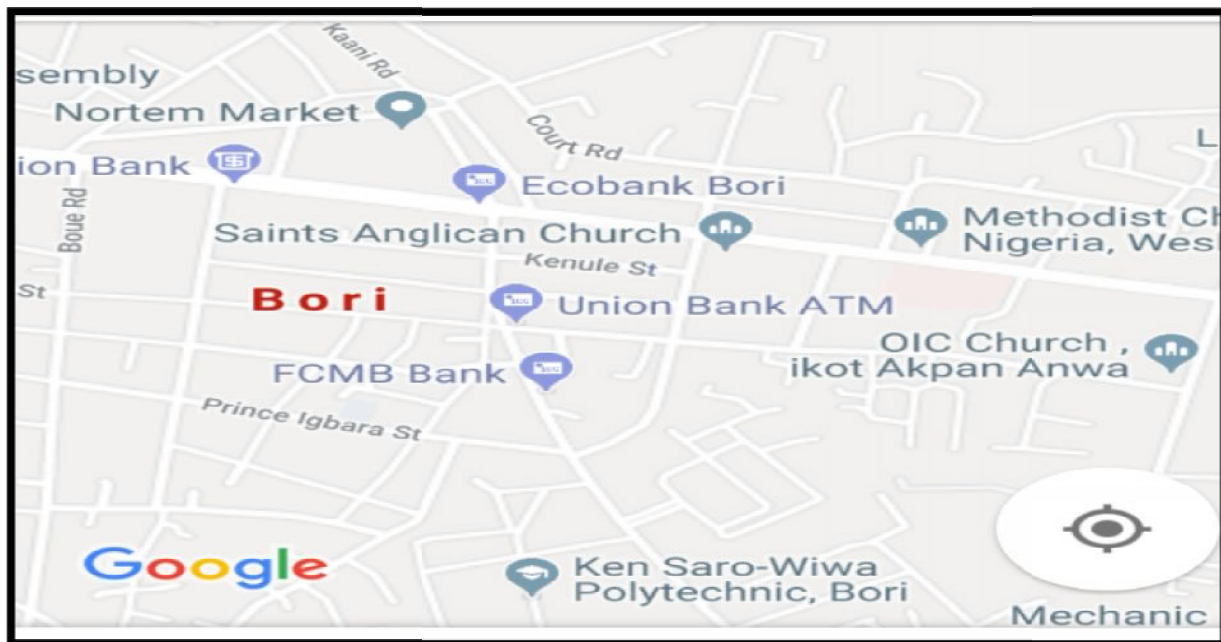 Kaani Rd
sembly
Nortem Market
Court Rd
L
ion Bank
Ecobank Bori
Boue Rd
Saints Anglican Church
Methodist Ch
Nigeria, Wesl
Kenule St
St
Bori
Union Bank ATM
OIC Church ,
ikot Akpan Anwa
FCMB Bank
Prince Igbara St
Google
Ken Saro-Wiwa
Polytechnic, Bori
Mechanic